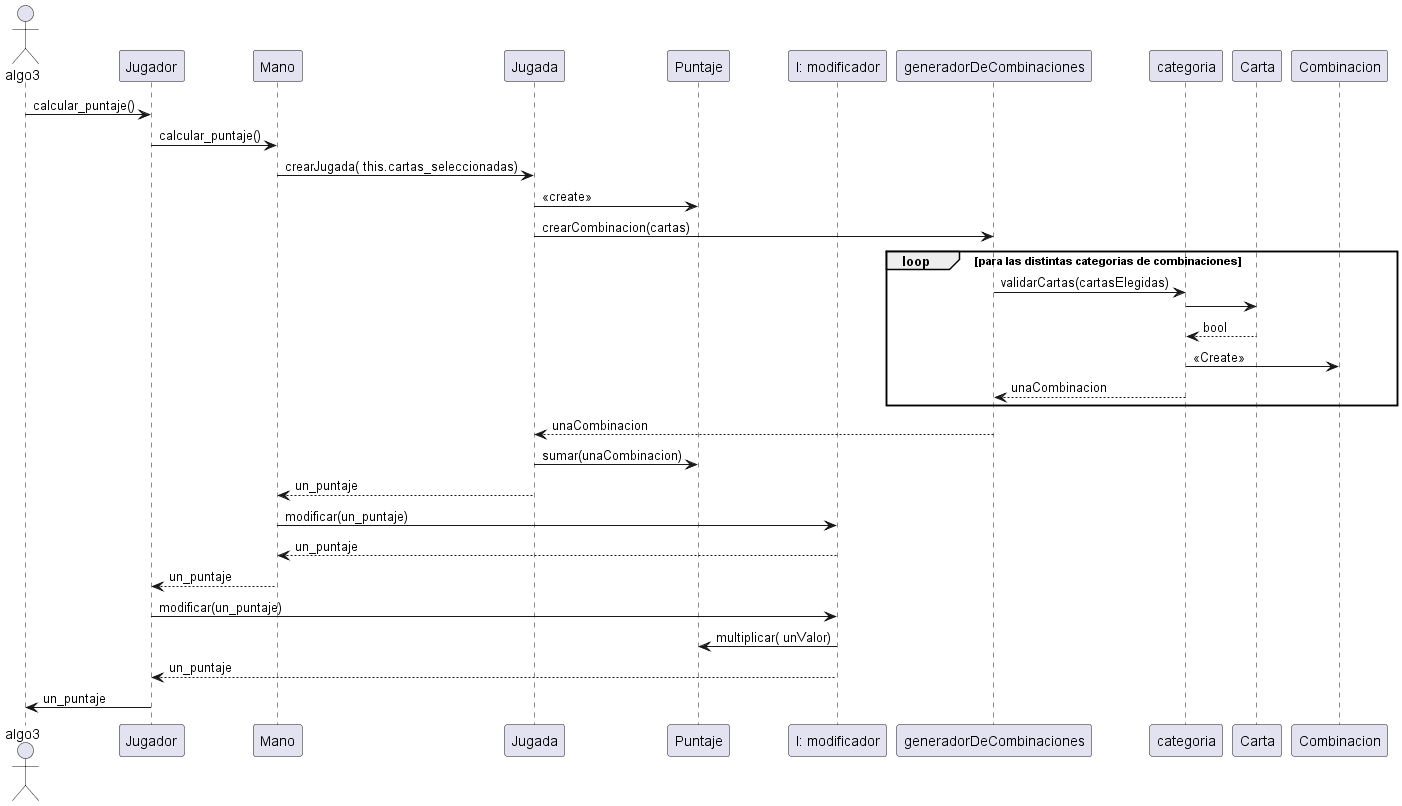 algo3
Jugador
Mano
Jugada
Puntaje
I: modificador
generadorDeCombinaciones
categoria
Carta
Combinacion
calcular_puntaje()
calcular_puntaje()
crearJugada( this.cartas_seleccionadas)
«create»
crearCombinacion(cartas)
loop
[para las distintas categorias de combinaciones]
validarCartas(cartasElegidas)
bool
«Create»
unaCombinacion
unaCombinacion
sumar(unaCombinacion)
un_puntaje
modificar(un_puntaje)
un_puntaje
un_puntaje
modificar(un_puntaje)
multiplicar( unValor)
un_puntaje
un_puntaje
algo3
Jugador
Mano
Jugada
Puntaje
I: modificador
generadorDeCombinaciones
categoria
Carta
Combinacion